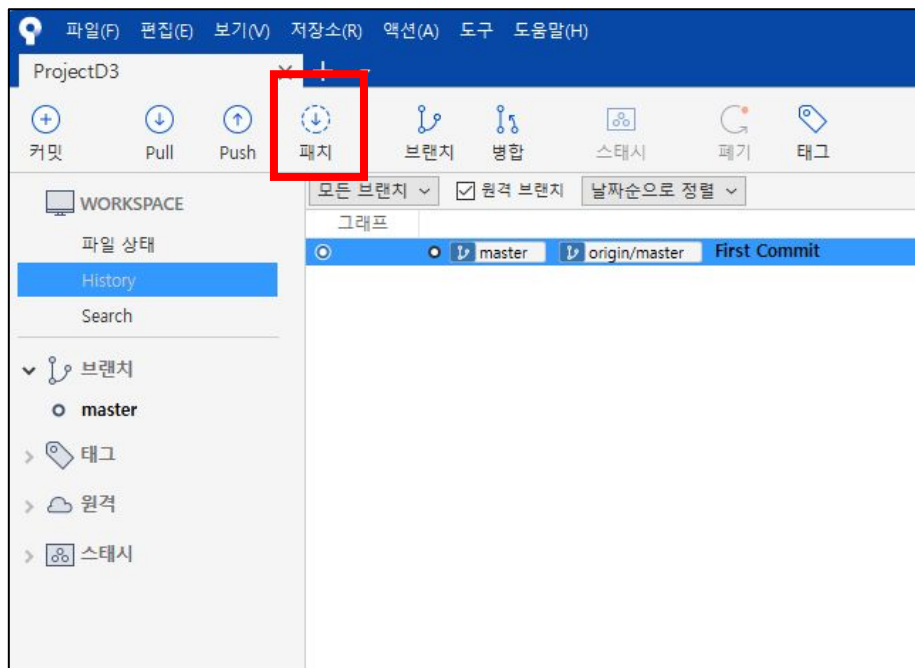 파일(F) 편집(E) 보기(V) 저장소(R) 액션(A) 도구 도움말(H)
ProjectD3
커밋 Pull Push 패치 브랜치 병합 스태시 폐기 태그
WORKSPACE
파일 상태
History
Search
브랜치
master
태그
원격
스태시
모든 브랜치 원격 브랜치 날짜순으로 정렬
그래프
master origin/master First Commit